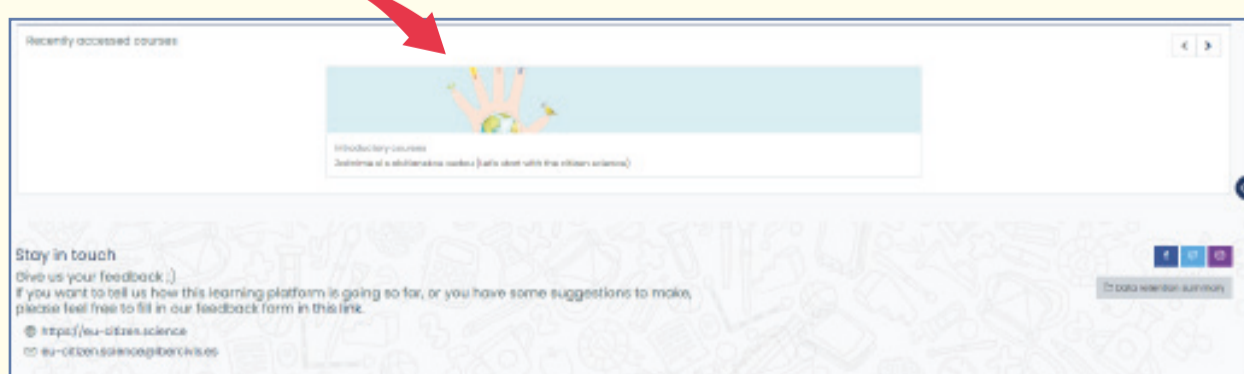 Recently accessed courses
Introductory courses
(Let's start with the citizen science)
Stay in touch
Give us your feedback ;)
If you want to tell us how this learning platform is going so far, or you have some suggestions to make,
please feel free to fill in our feedback form in this link.
https://eu-citizen.science
eu-citizen.science@ibercivis.es
Data retention summary